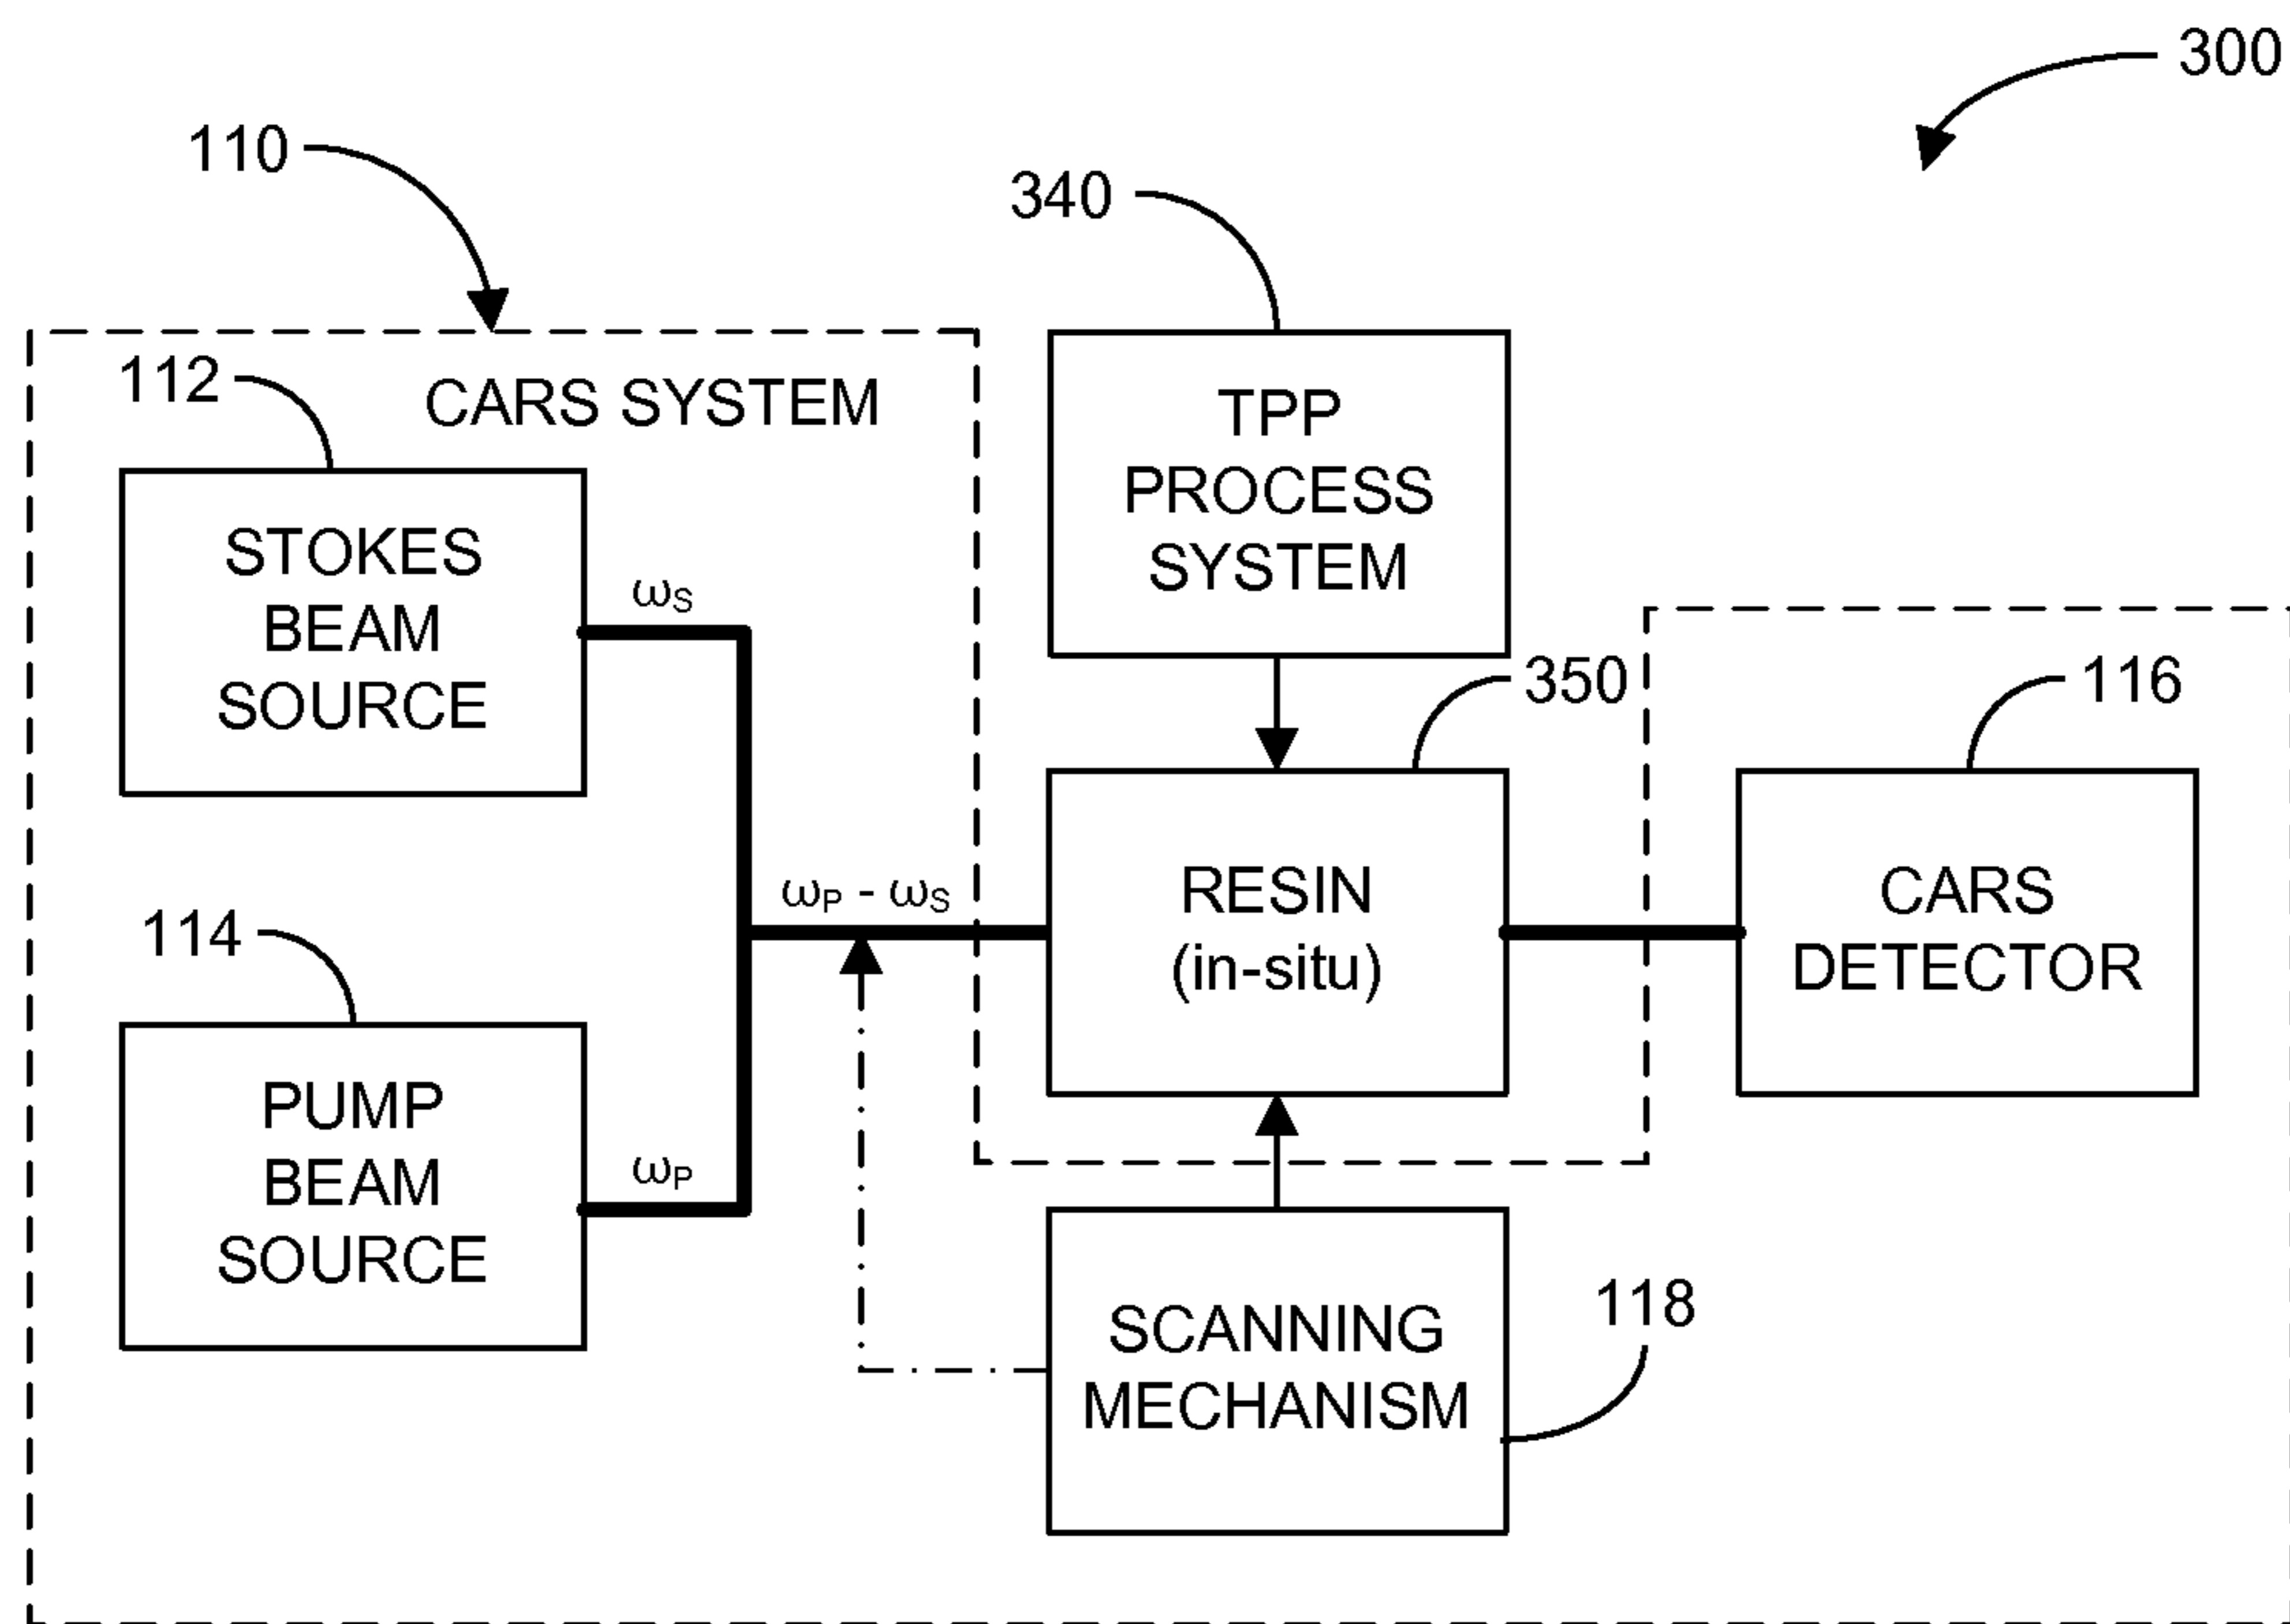 300
110
340
112
CARS SYSTEM
TPP
PROCESS
SYSTEM
STOKES
BEAM
SOURCE
ωS
350
116
ωP - ωS
RESIN
(in-situ)
CARS
DETECTOR
114
PUMP
BEAM
SOURCE
ωP
118
SCANNING
MECHANISM